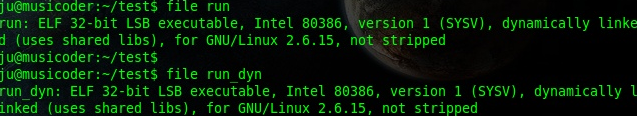 ju@musicoder:~/test$ file run
run: ELF 32-bit LSB executable, Intel 80386, version 1 (SYSV), dynamically linke
d (uses shared libs), for GNU/Linux 2.6.15, not stripped
ju@musicoder:~/test$
ju@musicoder:~/test$ file run_dyn
run_dyn: ELF 32-bit LSB executable, Intel 80386, version 1 (SYSV), dynamically l
inked (uses shared libs), for GNU/Linux 2.6.15, not stripped